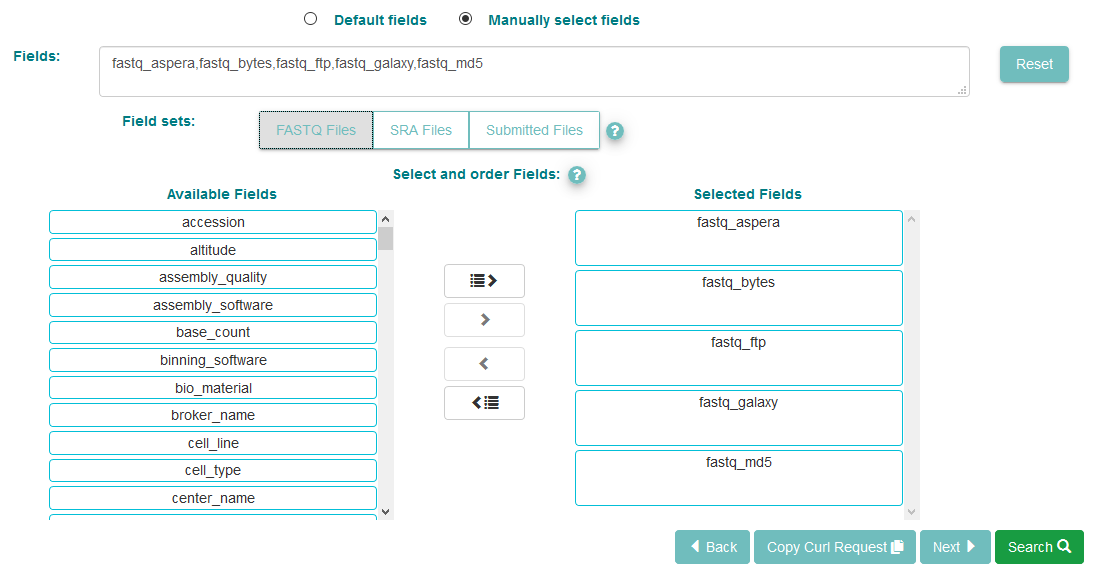 Default fields
Manually select fields
Fields:
fastq_aspera,fastq_bytes,fastq_ftp,fastq_galaxy,fastq_md5
Reset
Field sets:
FASTQ Files
SRA Files
Submitted Files
?
Select and order Fields:
?
Available Fields
accession
altitude
assembly_quality
assembly_software
base_count
binning_software
bio_material
broker_name
cell_line
cell_type
center_name
Selected Fields
fastq_aspera
fastq_bytes
fastq_ftp
fastq_galaxy
fastq_md5
Back
Copy Curl Request
Next
Search